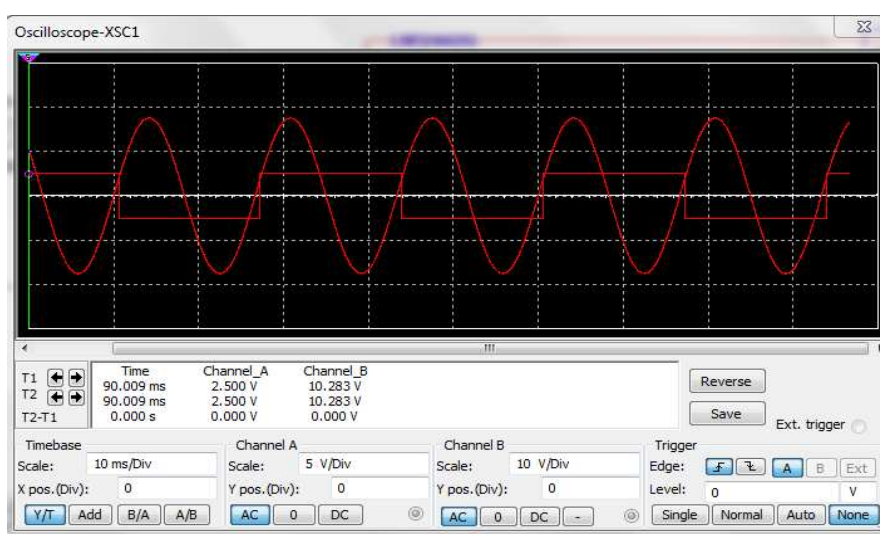 Oscilloscope-XSC1
Time Channel_A Channel_B
T1 90.009 ms 2.500 V 10.283 V
T2 90.009 ms 2.500 V 10.283 V
T2-T1 0.000 s 0.000 V 0.000 V
Reverse
Save
Ext. trigger
Timebase Channel A Channel B Trigger
Scale: 10 ms/Div Scale: 5 V/Div Scale: 10 V/Div Edge: A B Ext
X pos.(Div): 0 Y pos.(Div): 0 Y pos.(Div): 0 Level: 0 V
Y/T Add B/A A/B AC 0 DC AC 0 DC - Single Normal Auto None